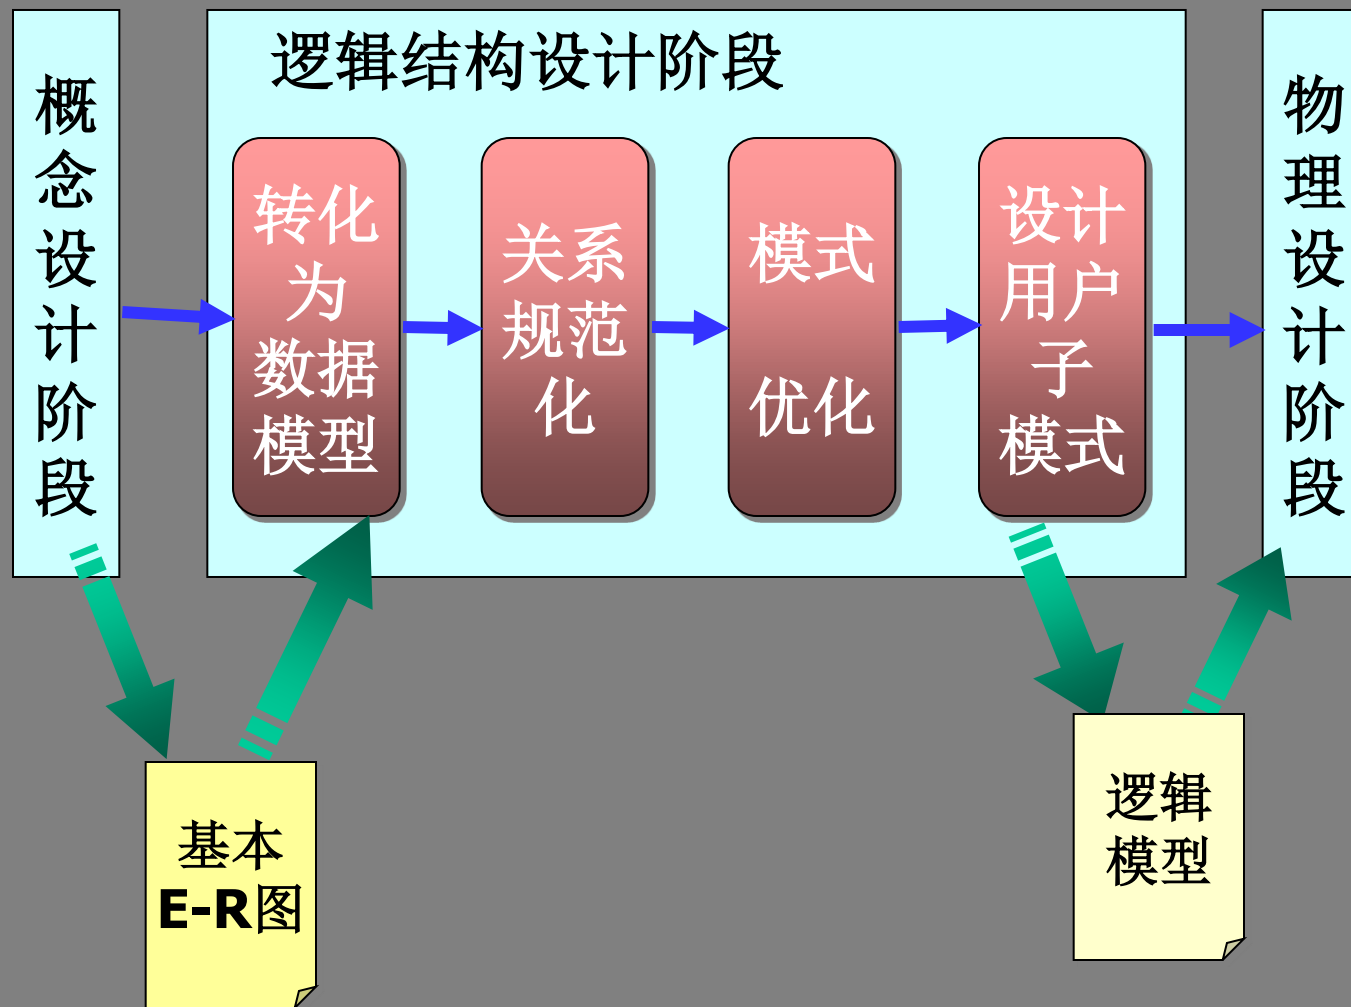 概
念
设
计
阶
段
逻辑结构设计阶段
转化
为
数据
模型
关系
规范
化
模式
优化
设计
用户
子
模式
物
理
设
计
阶
段
基本
E-R图
逻辑
模型